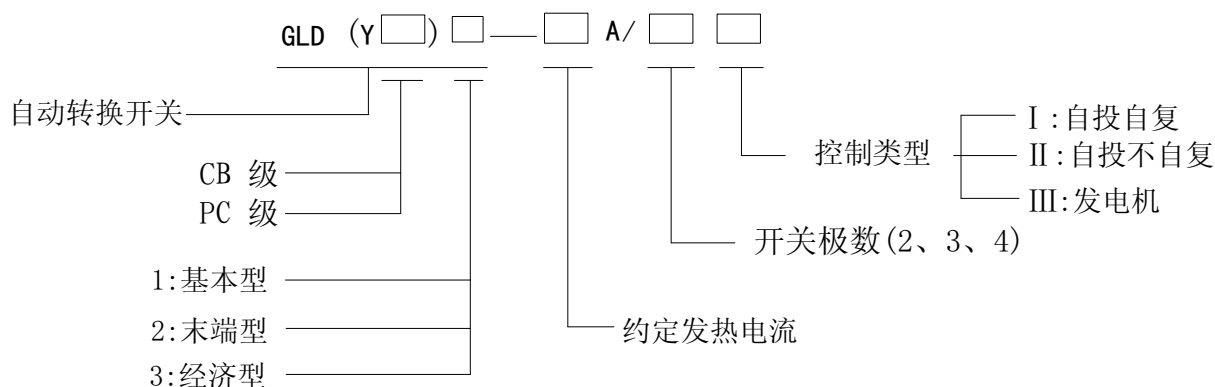 GLD (Y□)□—□A/□□
自动转换开关
CB 级
PC 级
1:基本型
2:末端型
3:经济型
约定发热电流
开关极数(2、3、4)
控制类型
Ⅰ:自投自复
Ⅱ:自投不自复
Ⅲ:发电机